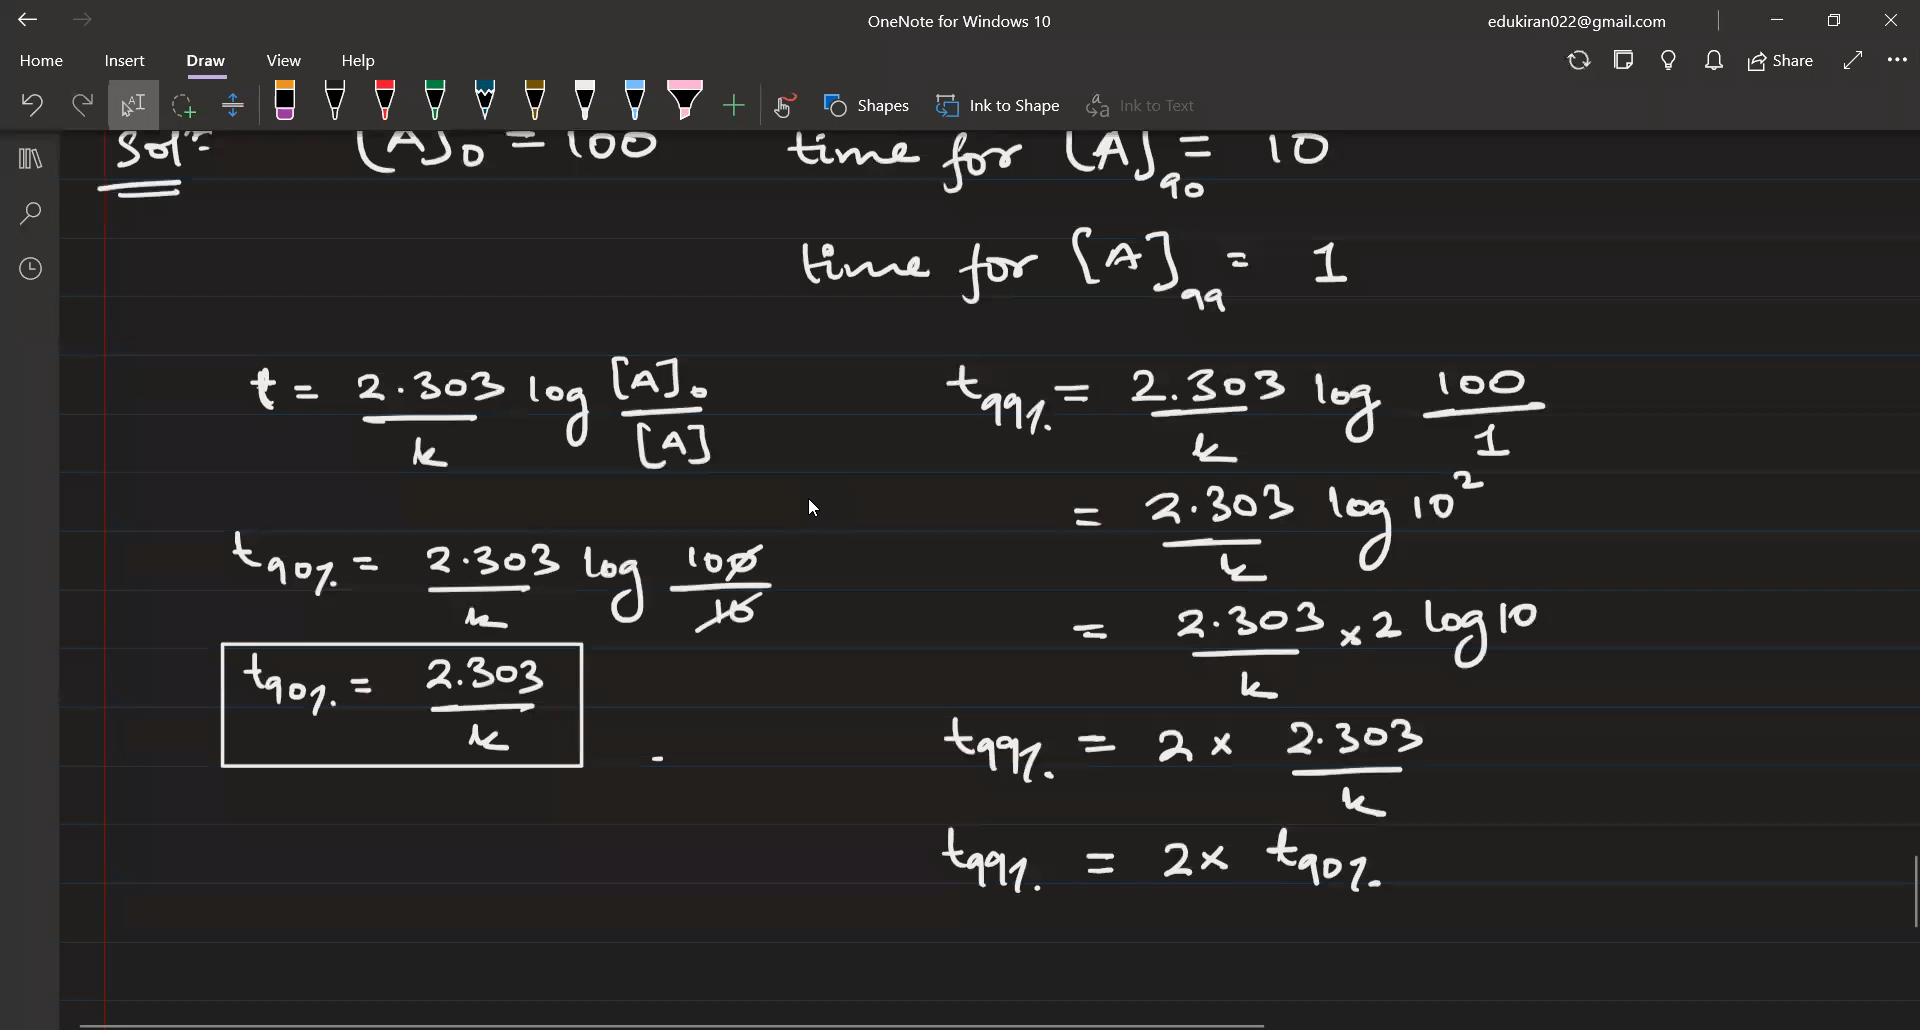 OneNote for Windows 10
edukiran022@gmail.com
Home Insert Draw View Help
Share
Shapes Ink to Shape Ink to Text
Solⁿ:- [A]₀ = 100 time for [A]₉₀ = 10
time for [A]₉₉ = 1
t = 2.303/k log [A]₀/[A]
t90% = 2.303/k log 100/10
t90% = 2.303/k
t99% = 2.303/k log 100/1
= 2.303/k log 10²
= 2.303/k × 2 log 10
t99% = 2 × 2.303/k
t99% = 2 × t90%